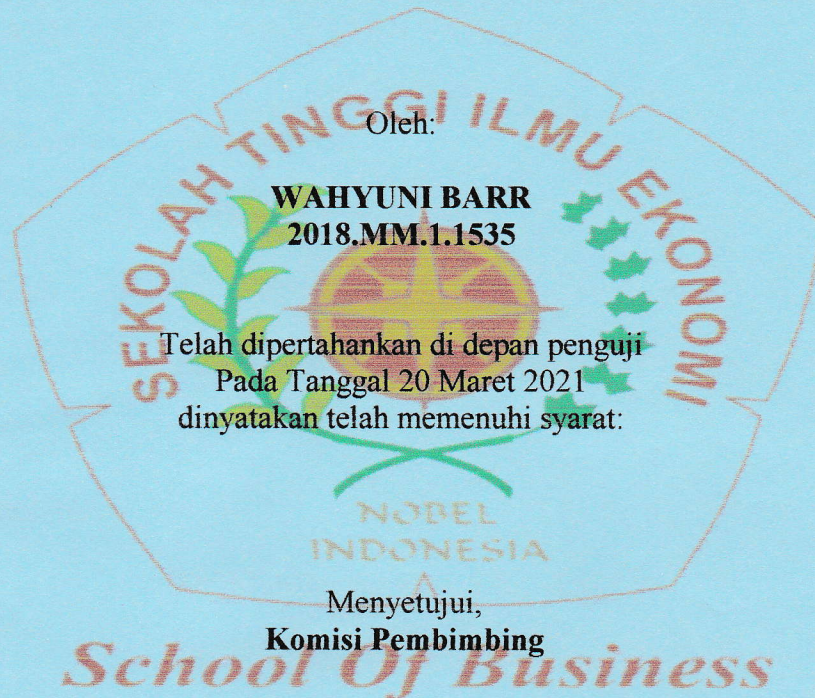 SEKOLAH TINGGI ILMU EKONOMI
Oleh:
WAHYUNI BARR
2018.MM.1.1535
Telah dipertahankan di depan penguji
Pada Tanggal 20 Maret 2021
dinyatakan telah memenuhi syarat:
NOBEL
INDONESIA
Menyetujui,
Komisi Pembimbing
School Of Business